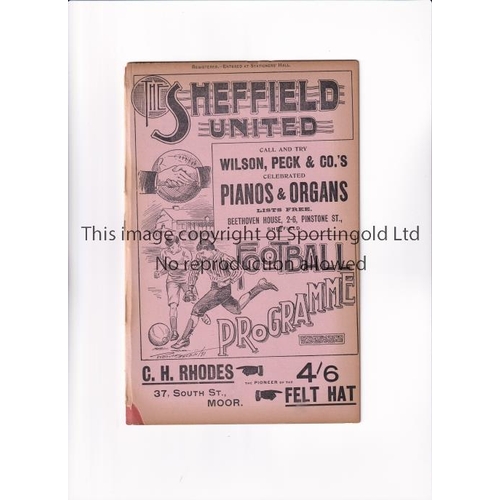 REGISTERED. ENTERED AT STATIONERS HALL
THE SHEFFIELD
UNITED
CALL AND TRY
WILSON, PECK & CO.'S
CELEBRATED
PIANOS & ORGANS
LISTS FREE.
BEETHOVEN HOUSE, 2-6, PINSTONE ST.,
This image copyright of Sportingold Ltd
FOOTBALL
No reproduction allowed
PROGRAMME
C. H. RHODES
THE PIONEER OF THE
4/6
37, SOUTH ST.,
MOOR.
FELT HAT